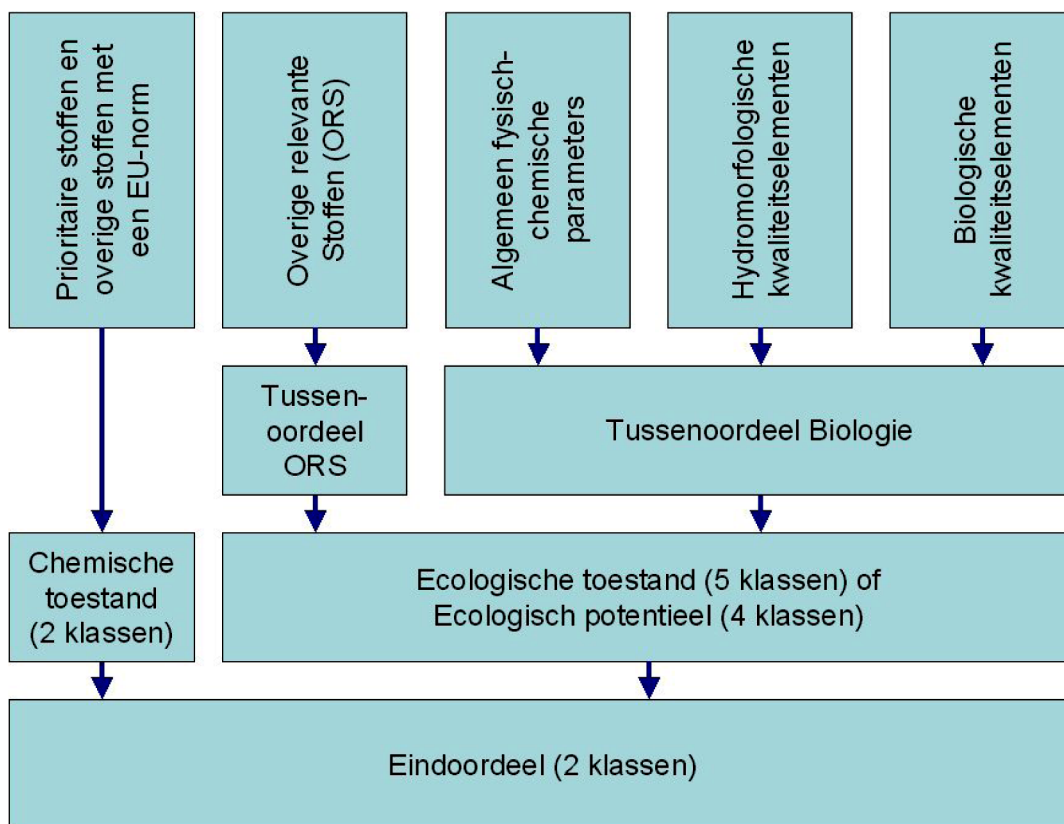 Prioritaire stoffen en
overige stoffen met
een EU-norm
Overige relevante
Stoffen (ORS)
Algemeen fysisch-
chemische
parameters
Hydromorfologische
kwaliteitselementen
Biologische
kwaliteitselementen
Tussen-
oordeel
ORS
Tussenoordeel Biologie
Chemische
toestand
(2 klassen)
Ecologische toestand (5 klassen) of
Ecologisch potentieel (4 klassen)
Eindoordeel (2 klassen)